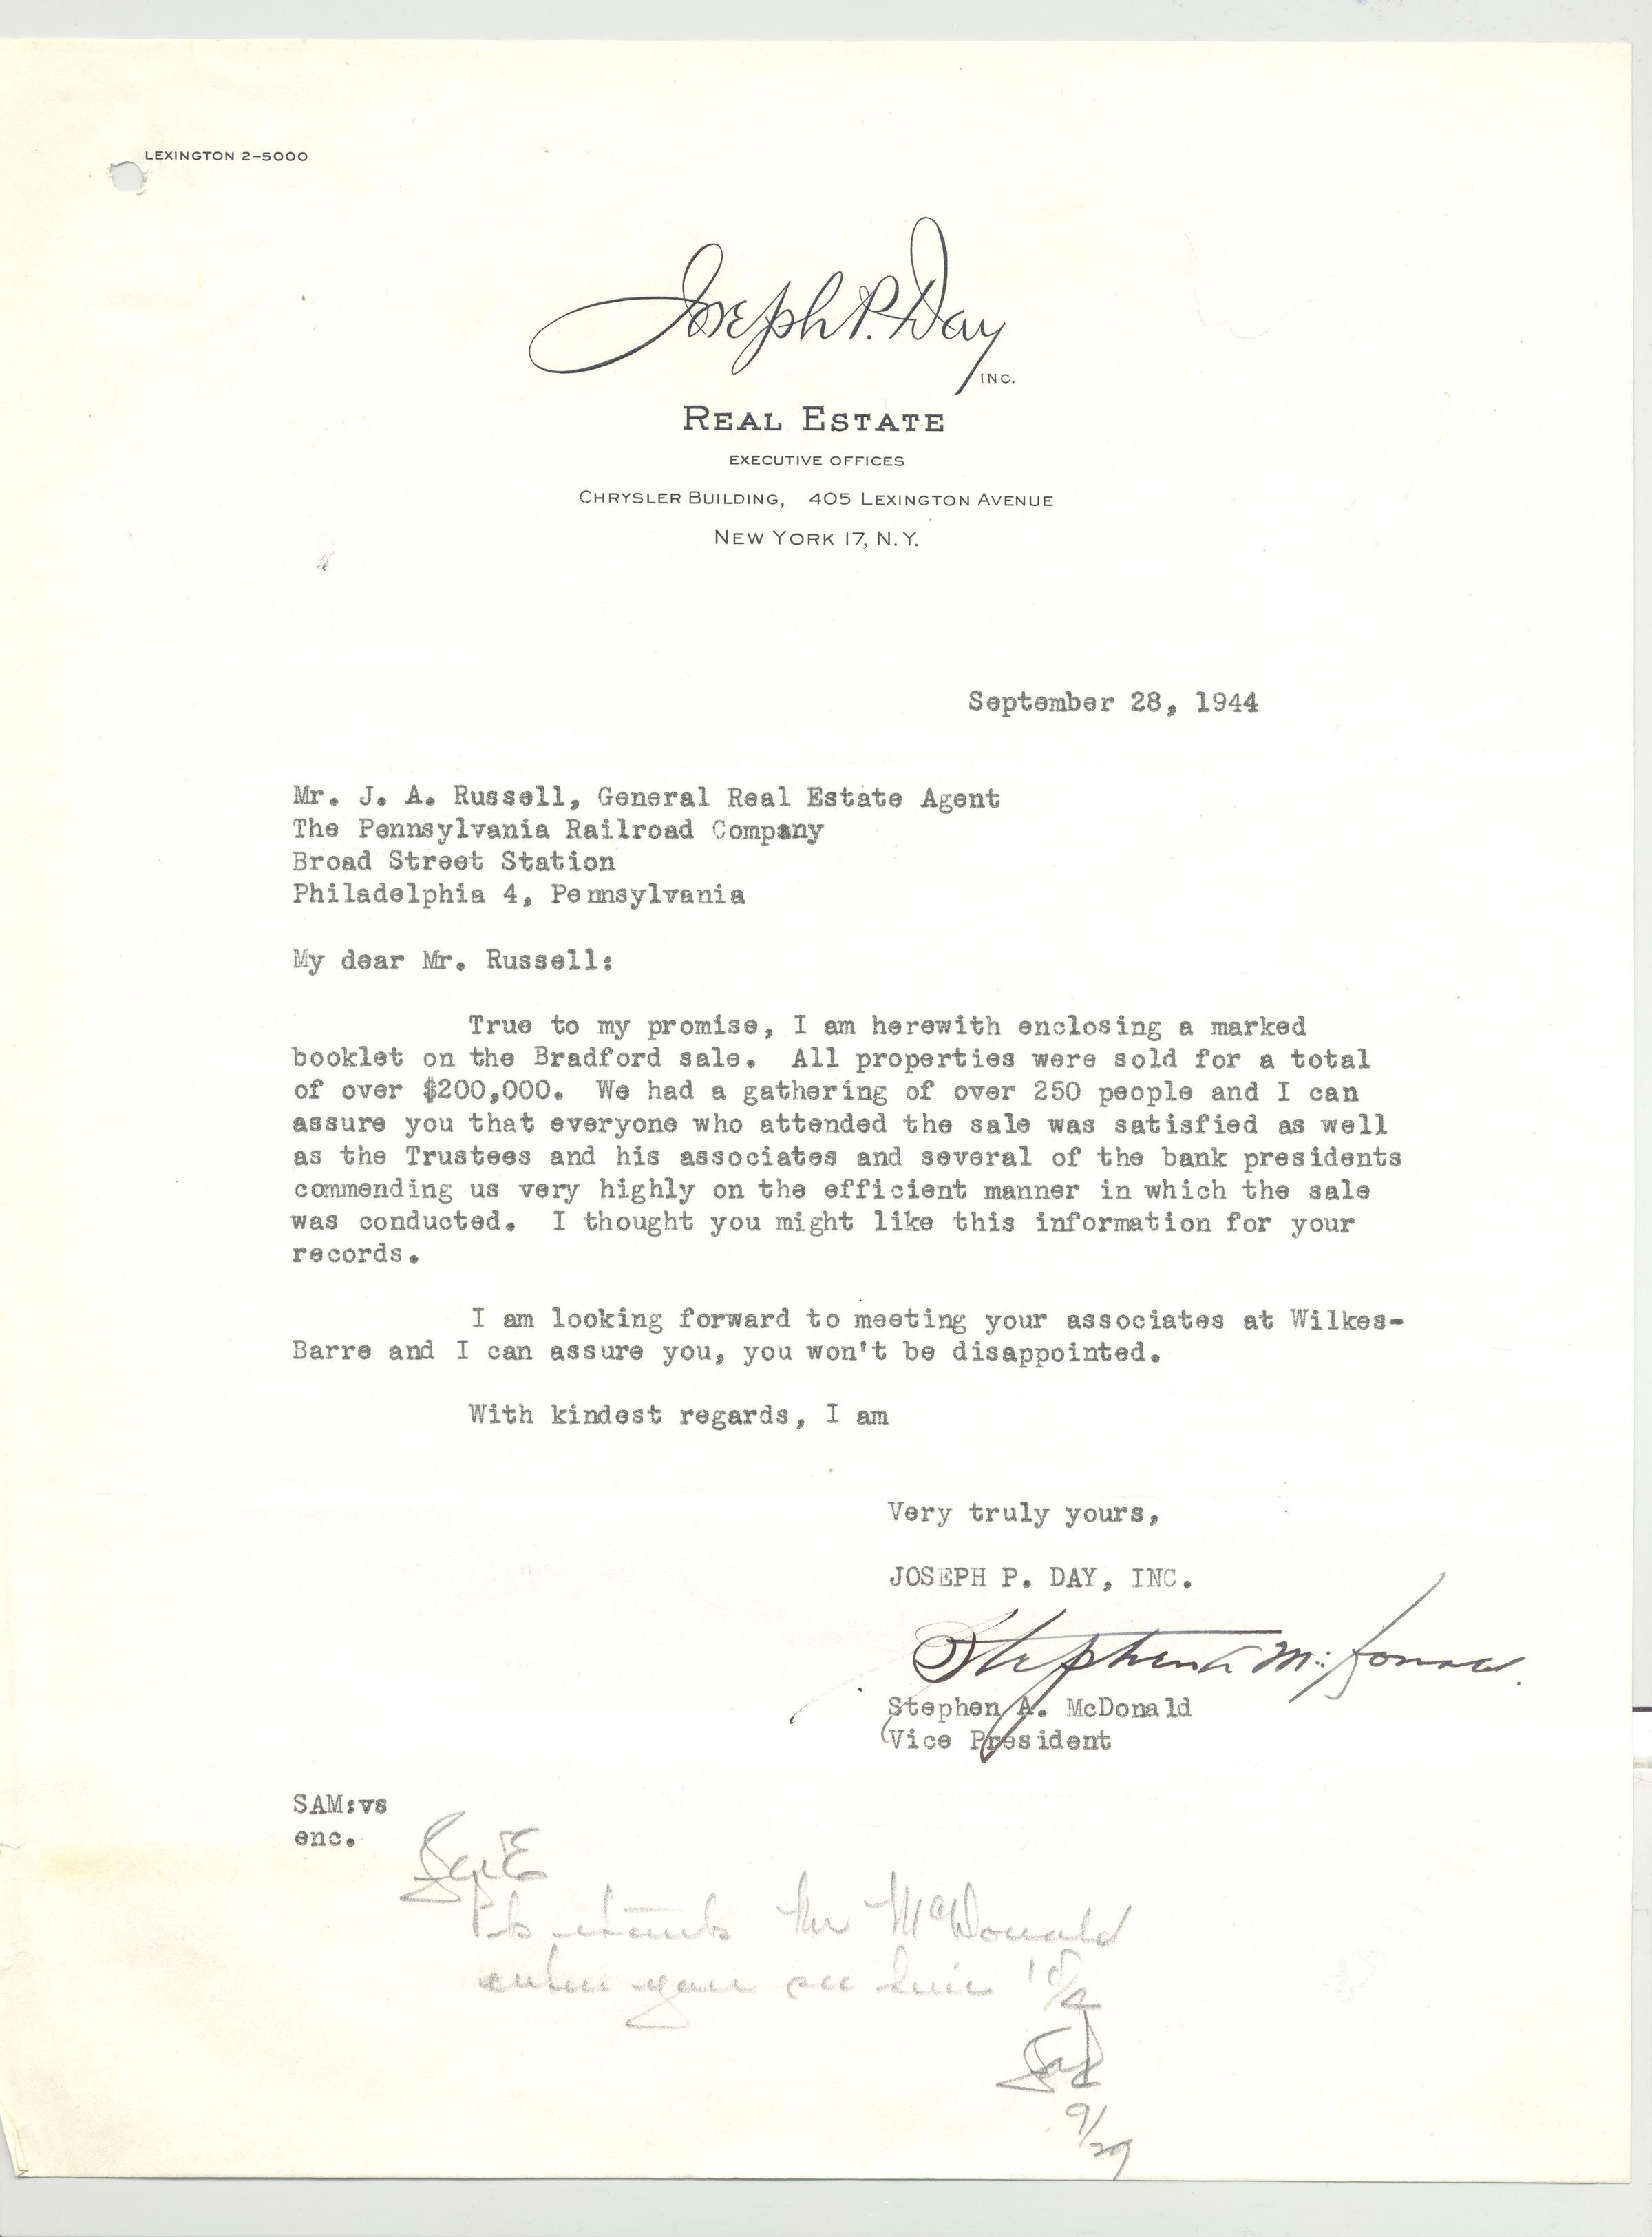 LEXINGTON 2-5000
Joseph P. Day
INC.
REAL ESTATE
EXECUTIVE OFFICES
CHRYSLER BUILDING, 405 LEXINGTON AVENUE
NEW YORK 17, N.Y.
September 28, 1944
Mr. J. A. Russell, General Real Estate Agent
The Pennsylvania Railroad Company
Broad Street Station
Philadelphia 4, Pennsylvania
My dear Mr. Russell:
True to my promise, I am herewith enclosing a marked
booklet on the Bradford sale. All properties were sold for a total
of over $200,000. We had a gathering of over 250 people and I can
assure you that everyone who attended the sale was satisfied as well
as the Trustees and his associates and several of the bank presidents
commending us very highly on the efficient manner in which the sale
was conducted. I thought you might like this information for your
records.
I am looking forward to meeting your associates at Wilkes-
Barre and I can assure you, you won't be disappointed.
With kindest regards, I am
Very truly yours,
JOSEPH P. DAY, INC.
Stephen A McDonald
Stephen A. McDonald
Vice President
SAM:vs
enc.
Mr McDonald
when you see him 10/4
9/29